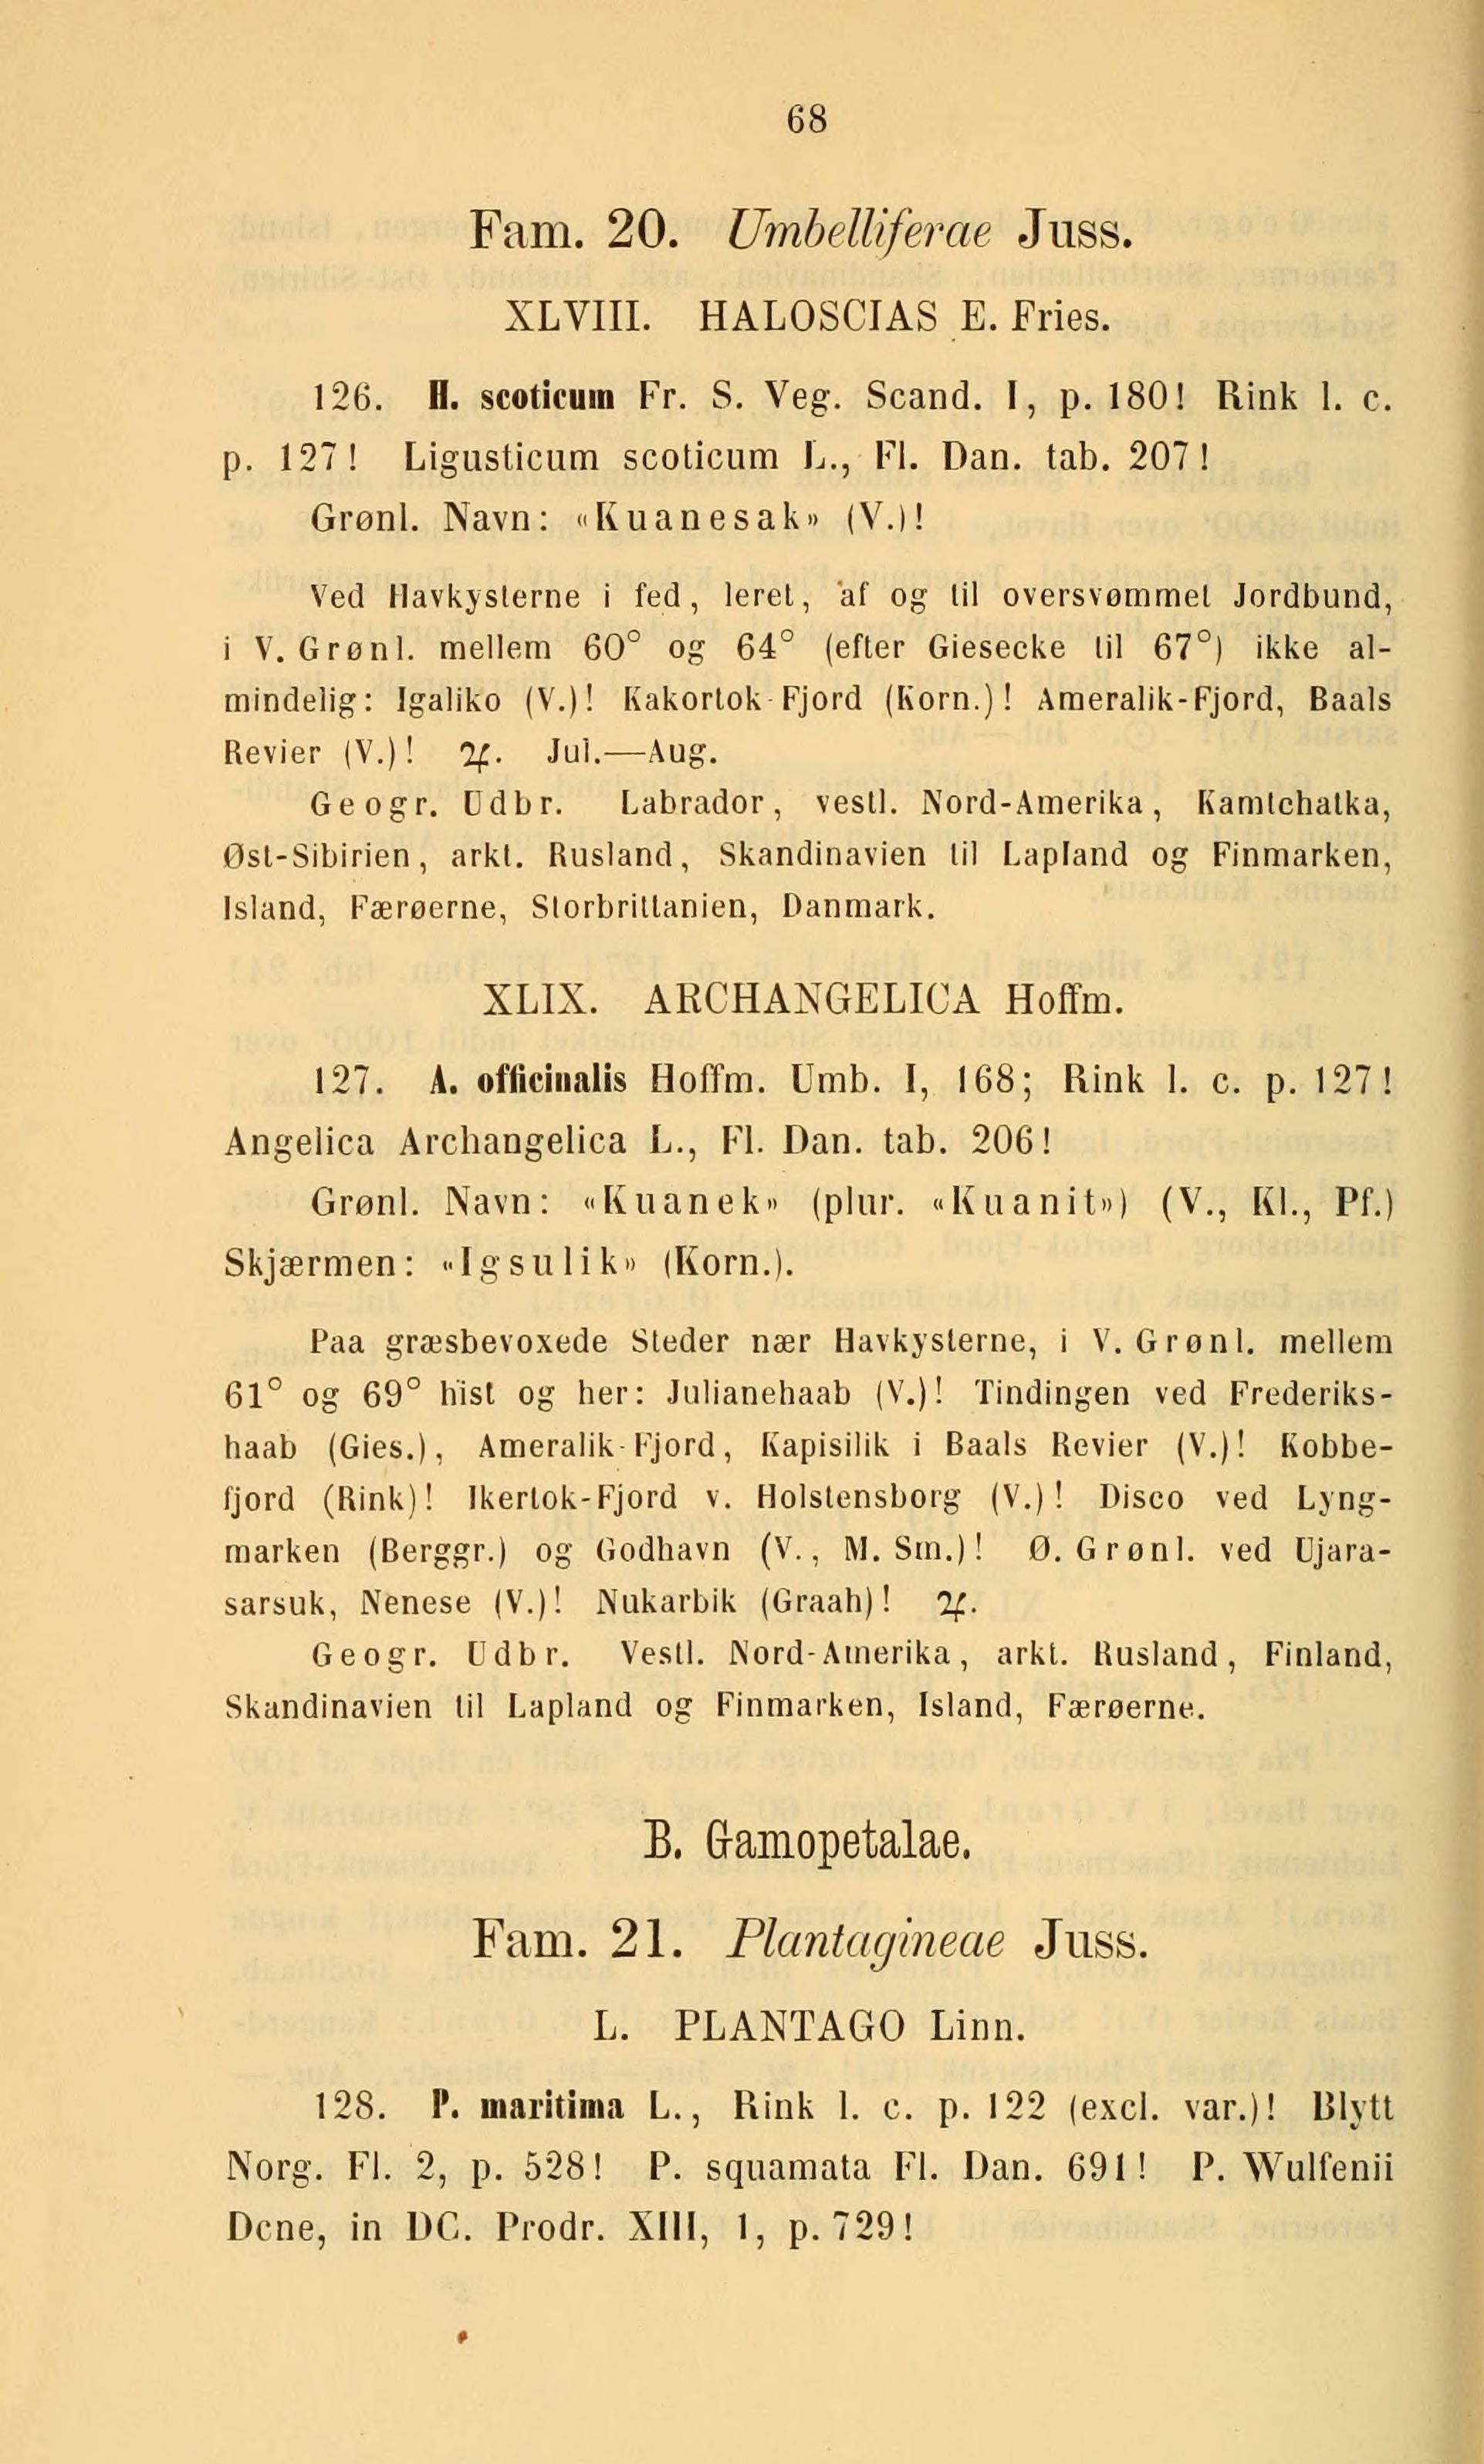 68
Fam. 20. Umbelliferae Juss.
XLVIII. HALOSCIAS E. Fries.
126. H. scoticum Fr. S. Veg. Scand. I, p. 180! Rink l. c.
p. 127! Ligusticum scoticum L., Fl. Dan. tab. 207!
Grønl. Navn: «Kuanesak» (V.)!
Ved Havkysterne i fed, leret, af og til oversvømmet Jordbund,
i V. Grønl. mellem 60° og 64° (efter Giesecke til 67°) ikke al-
mindelig: Igaliko (V.)! Kakortok-Fjord (Korn.)! Ameralik-Fjord, Baals
Revier (V.)! ♃. Jul.—Aug.
Geogr. Udbr. Labrador, vestl. Nord-Amerika, Kamtchatka,
Øst-Sibirien, arkt. Rusland, Skandinavien til Lapland og Finmarken,
Island, Færøerne, Storbrittanien, Danmark.
XLIX. ARCHANGELICA Hoffm.
127. A. officinalis Hoffm. Umb. I, 168; Rink l. c. p. 127!
Angelica Archangelica L., Fl. Dan. tab. 206!
Grønl. Navn: «Kuanek» (plur. «Kuanit») (V., Kl., Pf.)
Skjærmen: «Igsulik» (Korn.).
Paa græsbevoxede Steder nær Havkysterne, i V. Grønl. mellem
61° og 69° hist og her: Julianehaab (V.)! Tindingen ved Frederiks-
haab (Gies.), Ameralik-Fjord, Kapisilik i Baals Revier (V.)! Kobbe-
fjord (Rink)! Ikertok-Fjord v. Holstensborg (V.)! Disco ved Lyng-
marken (Berggr.) og Godhavn (V., M. Sm.)! Ø. Grønl. ved Ujara-
sarsuk, Nenese (V.)! Nukarbik (Graah)! ♃.
Geogr. Udbr. Vestl. Nord-Amerika, arkt. Rusland, Finland,
Skandinavien til Lapland og Finmarken, Island, Færøerne.
B. Gamopetalae.
Fam. 21. Plantagineae Juss.
L. PLANTAGO Linn.
128. P. maritima L., Rink l. c. p. 122 (excl. var.)! Blytt
Norg. Fl. 2, p. 528! P. squamata Fl. Dan. 691! P. Wulfenii
Dcne, in DC. Prodr. XIII, 1, p. 729!